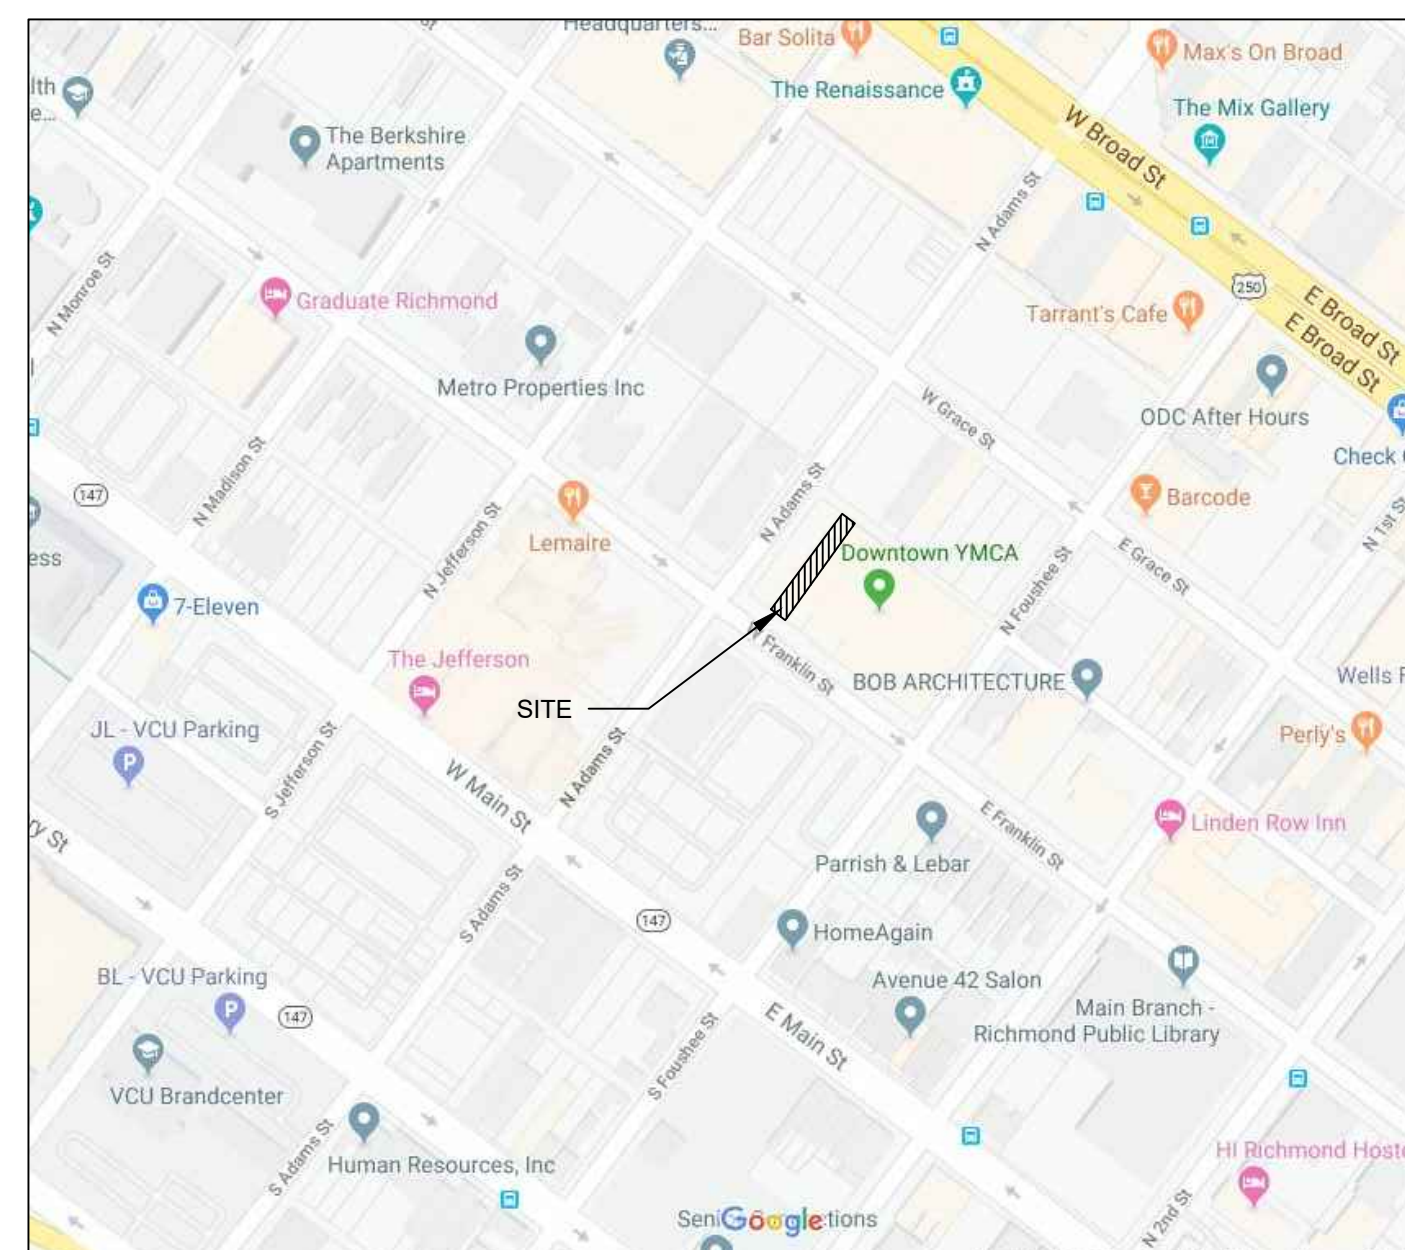 Headquarters...
Bar Solita
Max's On Broad
The Renaissance
The Mix Gallery
lth
e...
The Berkshire
Apartments
W Broad St
N Adams St
N Monroe St
Graduate Richmond
250
E Broad St
E Broad St
Tarrant's Cafe
Metro Properties Inc
W Grace St
ODC After Hours
Check
147
N Madison St
N Jefferson St
N Adams St
Barcode
N 1st St
Lemaire
ess
Downtown YMCA
E Grace St
N Foushee St
7-Eleven
The Jefferson
W Franklin St
BOB ARCHITECTURE
Wells F
SITE
JL - VCU Parking
S Jefferson St
Perly's
W Main St
N Adams St
ry St
Linden Row Inn
E Franklin St
Parrish & Lebar
S Adams St
147
HomeAgain
BL - VCU Parking
Avenue 42 Salon
147
Main Branch -
Richmond Public Library
E Main St
S Foushee St
VCU Brandcenter
S Adams St
Human Resources, Inc
HI Richmond Hoste
N 2nd St
Seni
Google
tions